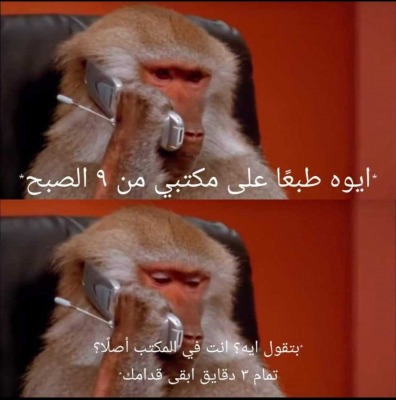 *ايوه طبعًا على مكتبي من ٩ الصبح*
*بتقول ايه؟ انت في المكتب أصلًا؟
تمام ٣ دقايق ابقى قدامك*